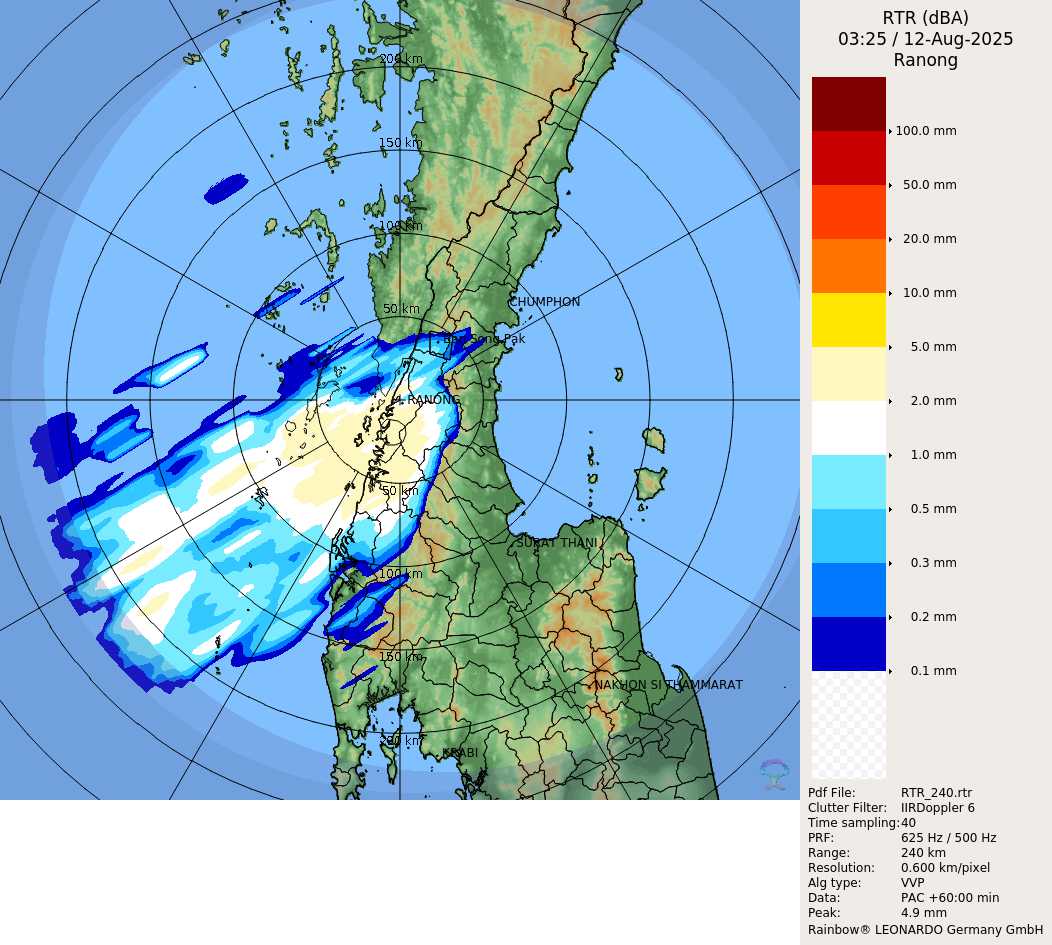 RTR (dBA)
03:25 / 12-Aug-2025
Ranong
100.0 mm
50.0 mm
20.0 mm
10.0 mm
5.0 mm
2.0 mm
1.0 mm
0.5 mm
0.3 mm
0.2 mm
0.1 mm
200 km
150 km
100 km
CHUMPHON
50 km
Ban Song Pak
RANONG
50 km
SURAT THANI
100 km
150 km
NAKHON SI THAMMARAT
200 km
KRABI
Pdf File: RTR_240.rtr
Clutter Filter: IIRDoppler 6
Time sampling:40
PRF: 625 Hz / 500 Hz
Range: 240 km
Resolution: 0.600 km/pixel
Alg type: VVP
Data: PAC +60:00 min
Peak: 4.9 mm
Rainbow® LEONARDO Germany GmbH